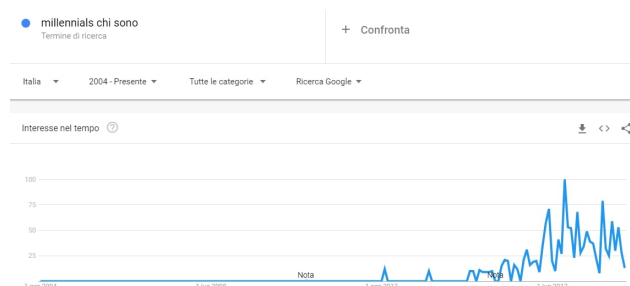 millennials chi sono
Termine di ricerca
+ Confronta
Italia
2004 - Presente
Tutte le categorie
Ricerca Google
Interesse nel tempo
100
75
50
25
Nota
Nota